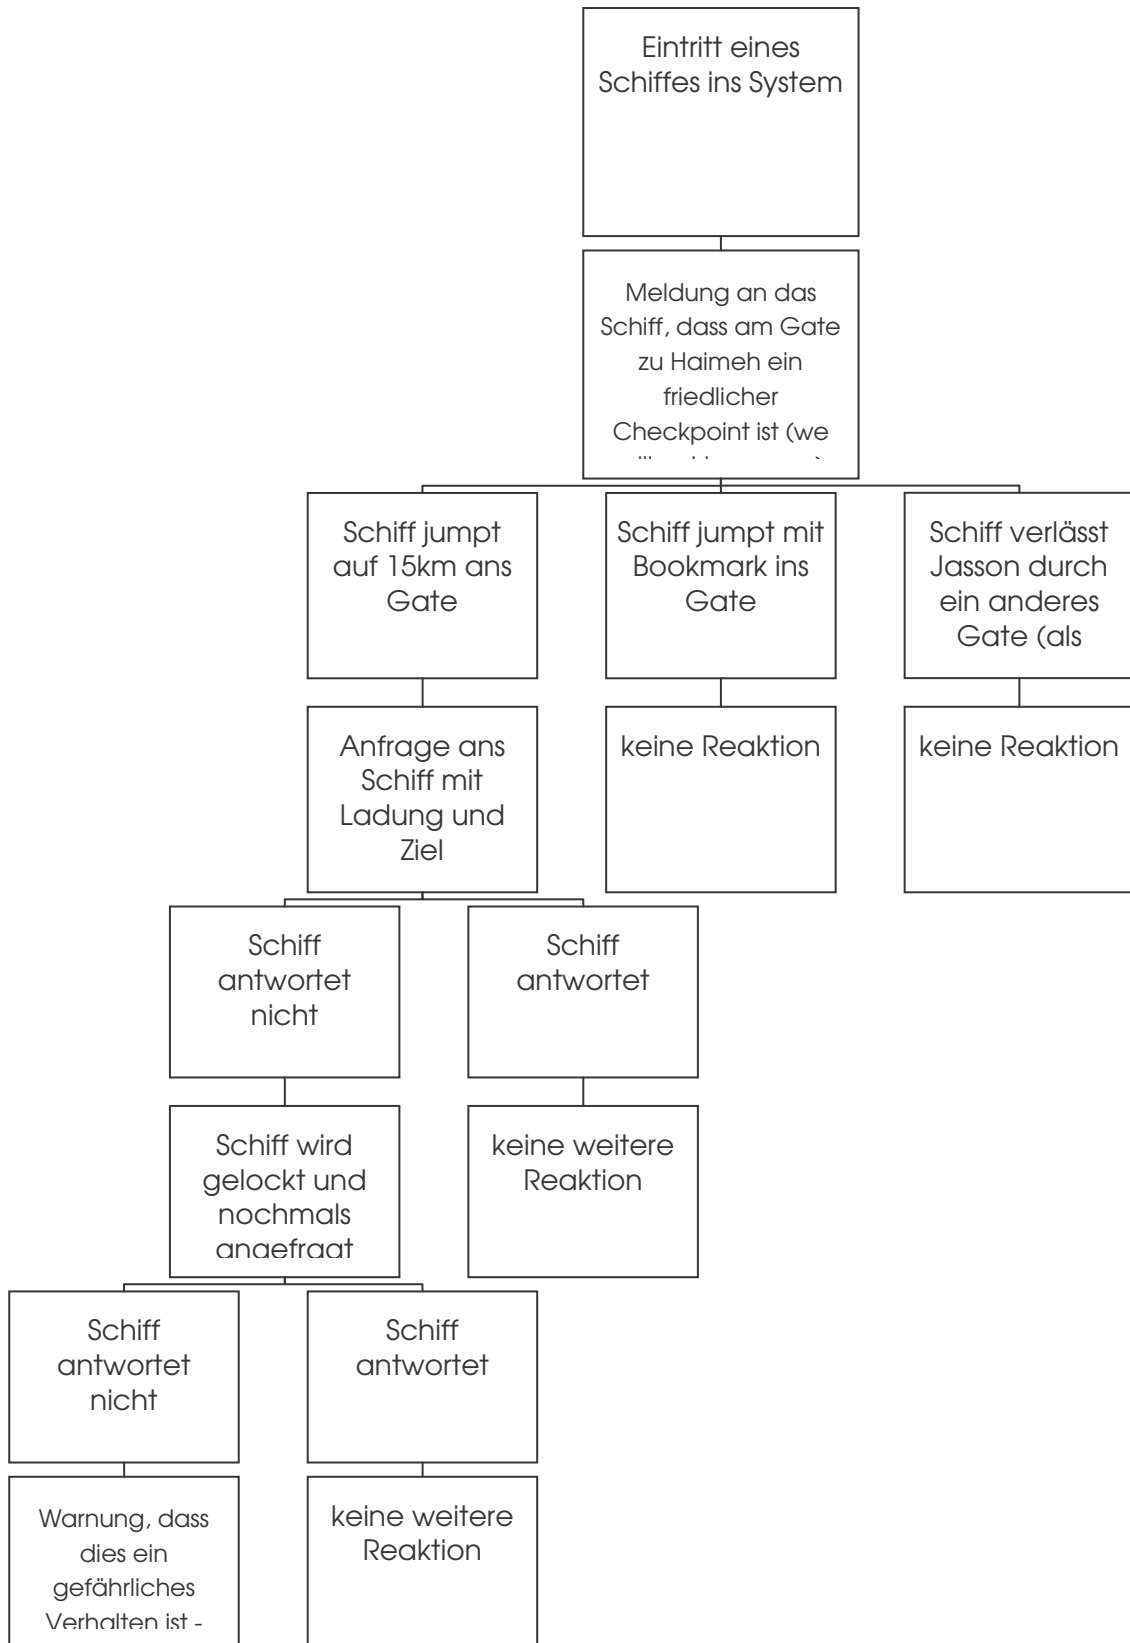 Eintritt eines
Schiffes ins System
Meldung an das
Schiff, dass am Gate
zu Haimeh ein
friedlicher
Checkpoint ist (we
Schiff jumpt
auf 15km ans
Gate
Schiff jumpt mit
Bookmark ins
Gate
Schiff verlässt
Jasson durch
ein anderes
Gate (als
Anfrage ans
Schiff mit
Ladung und
Ziel
keine Reaktion
keine Reaktion
Schiff
antwortet
nicht
Schiff
antwortet
Schiff wird
gelockt und
nochmals
angefragt
keine weitere
Reaktion
Schiff
antwortet
nicht
Schiff
antwortet
Warnung, dass
dies ein
gefährliches
Verhalten ist -
keine weitere
Reaktion